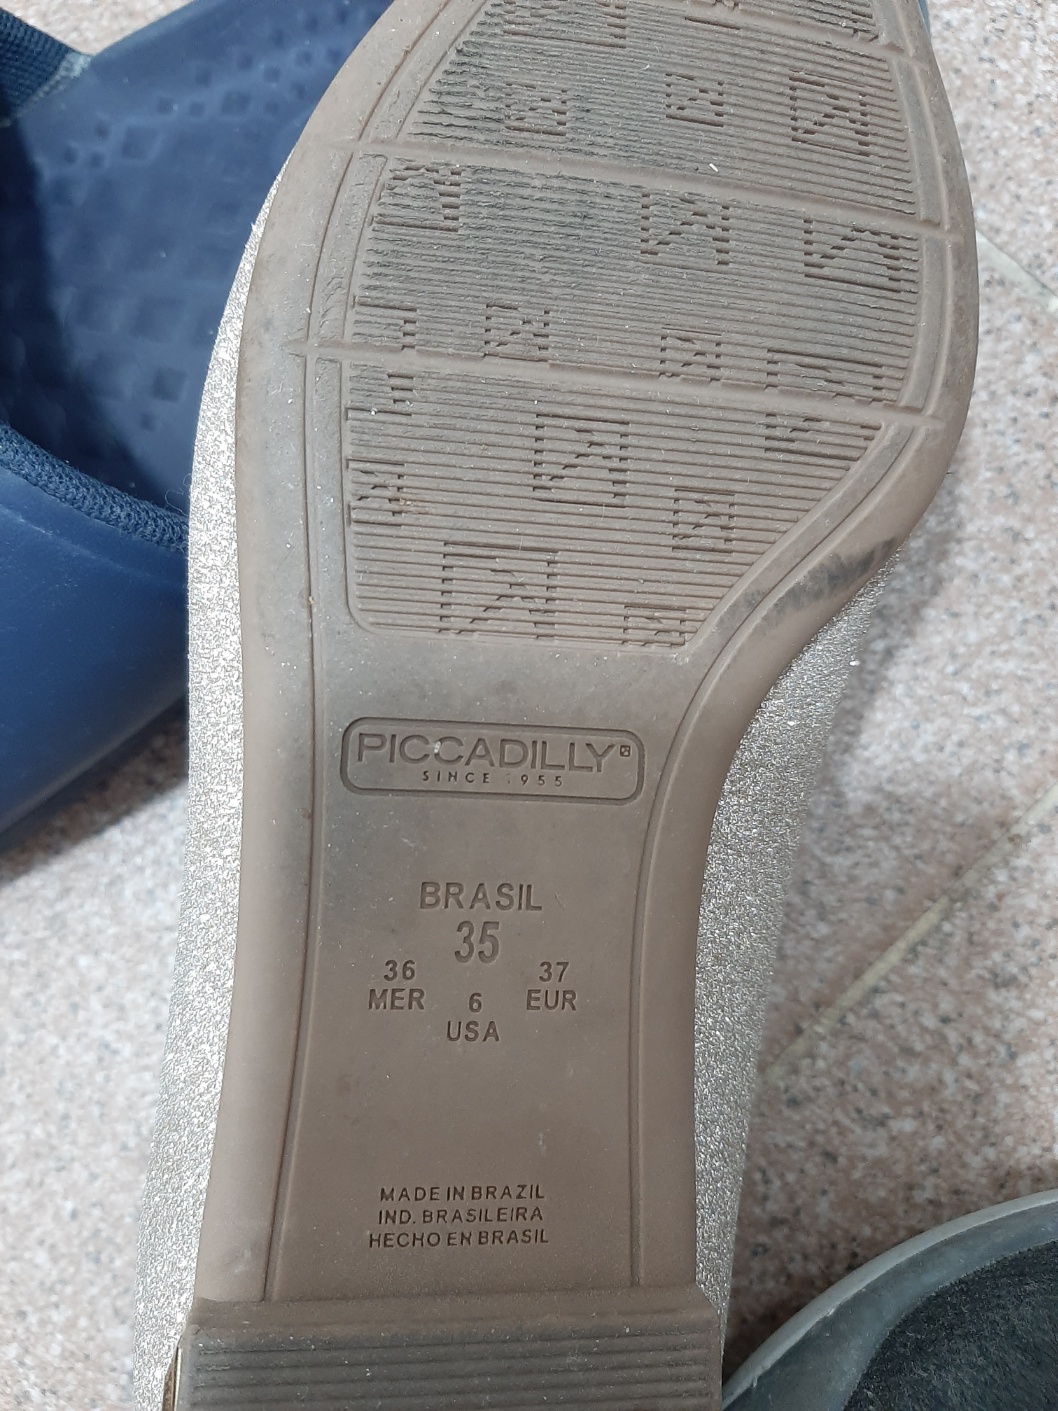 PICCADILLY
SINCE 1955
BRASIL
35
36 MER
6 USA
37 EUR
MADE IN BRAZIL
IND. BRASILEIRA
HECHO EN BRASIL